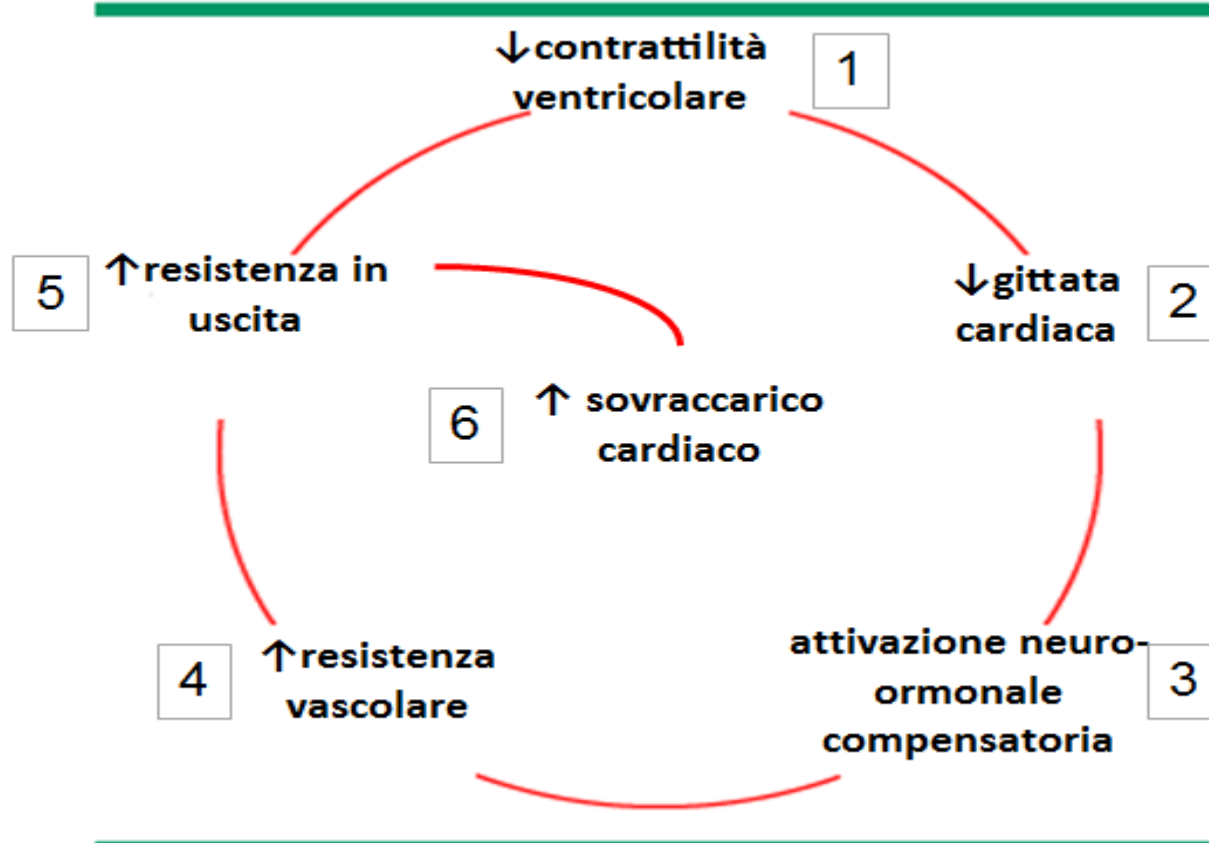 ↓contrattilità
ventricolare
1
↓gittata
cardiaca
2
attivazione neuro-
ormonale
compensatoria
3
↑resistenza
vascolare
4
↑resistenza in
uscita
5
↑ sovraccarico
cardiaco
6